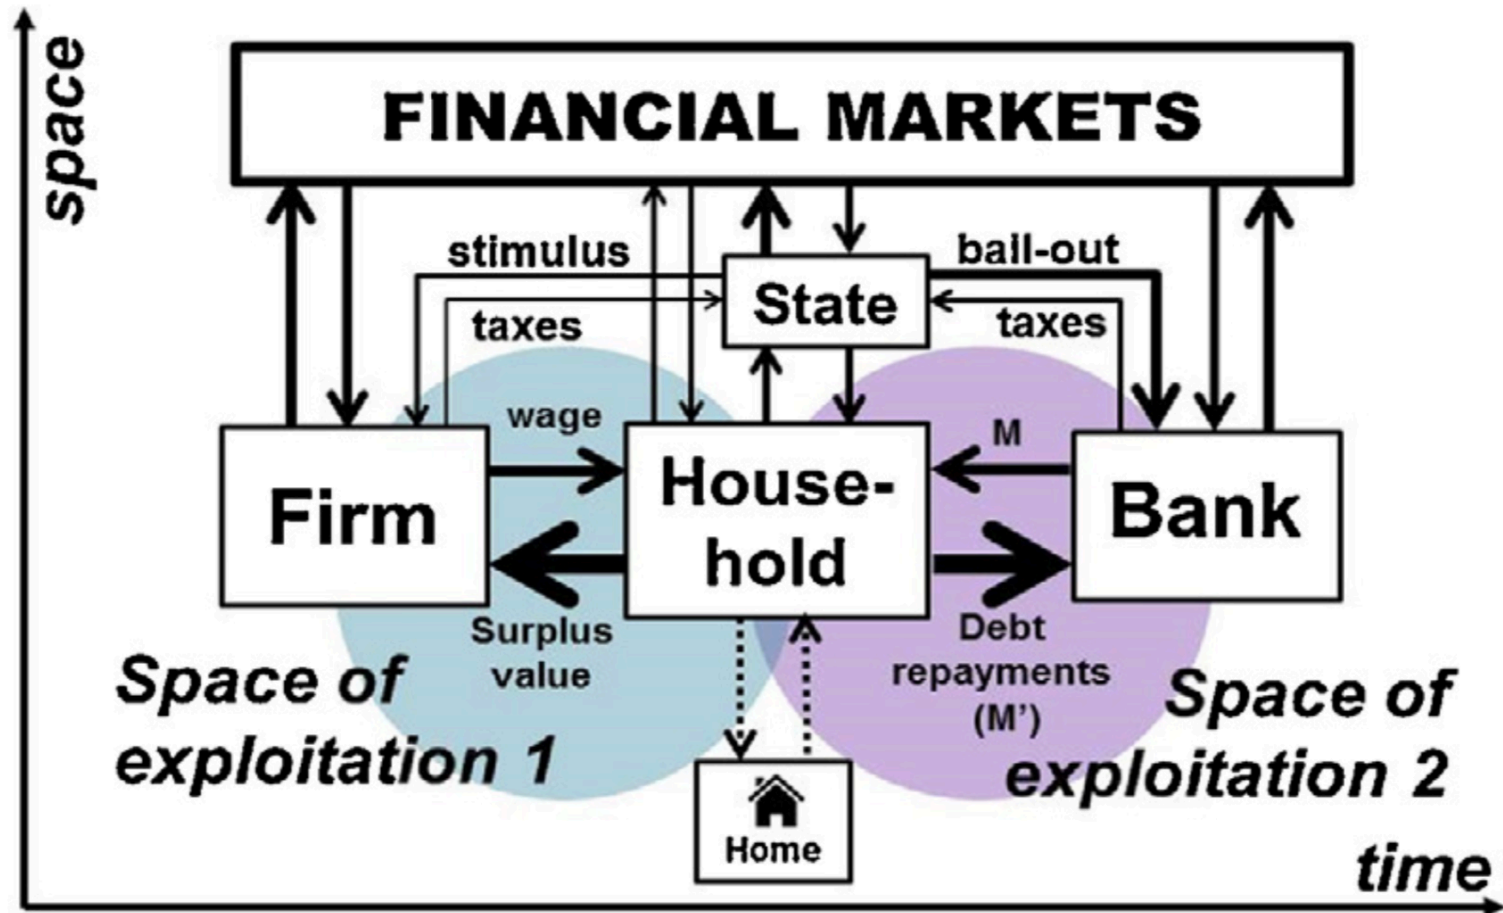 space
FINANCIAL MARKETS
stimulus
bail-out
State
taxes
taxes
wage
M
Firm
House-
hold
Bank
Surplus
value
Debt
repayments
(M’)
Space of
exploitation 1
Space of
exploitation 2
Home
time